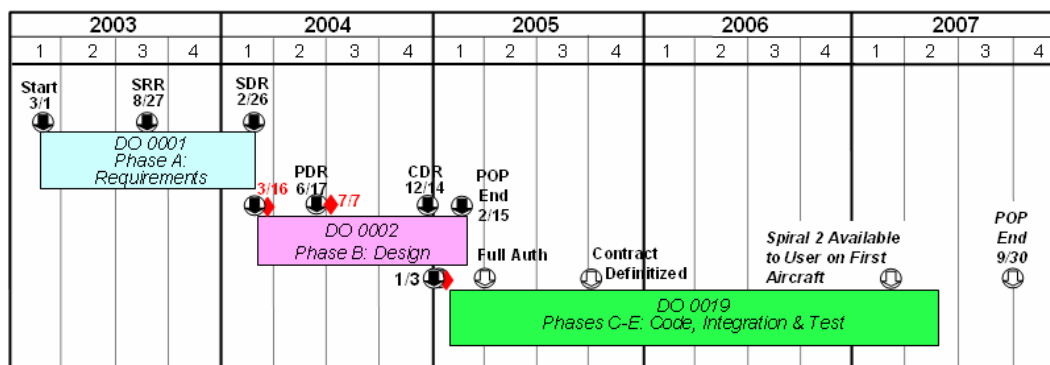 2003 2004 2005 2006 2007
1 2 3 4 1 2 3 4 1 2 3 4 1 2 3 4 1 2 3 4
Start
3/1
SRR
8/27
SDR
2/26
DO 0001
Phase A:
Requirements
3/16
PDR
6/17
7/7
CDR
12/14
POP
End
2/15
DO 0002
Phase B: Design
1/3
Full Auth
Contract
Definitized
Spiral 2 Available
to User on First
Aircraft
POP
End
9/30
DO 0019
Phases C-E: Code, Integration & Test